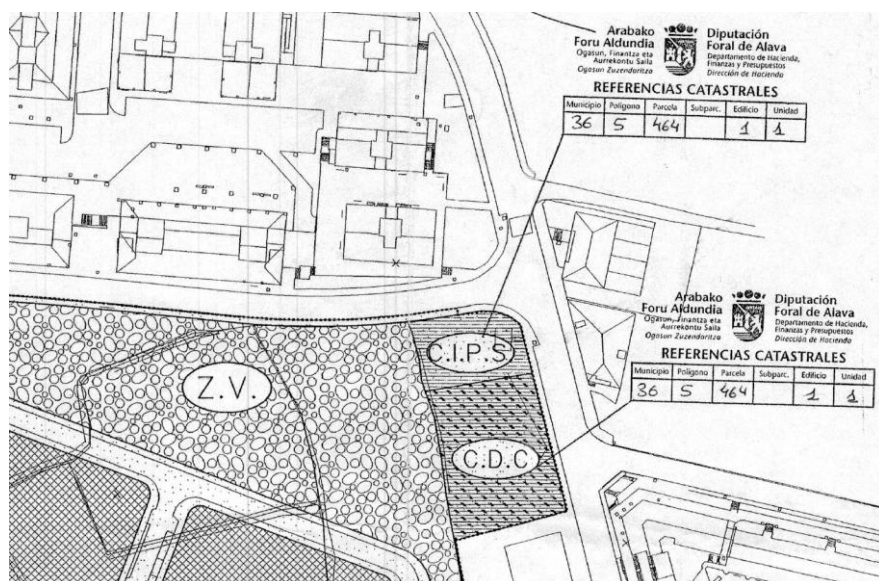 Arabako
Foru Aldundia
Ogasun, Finantza eta
Aurrekontu Saila
Ogasun Zuzendaritza
Diputación
Foral de Alava
Departamento de Hacienda,
Finanzas y Presupuestos
Dirección de Hacienda
REFERENCIAS CATASTRALES
Municipio Polígono Parcela Subparc. Edificio Unidad
36 5 464 1 1
Arabako
Foru Aldundia
Ogasun, Finantza eta
Aurrekontu Saila
Ogasun Zuzendaritza
Diputación
Foral de Alava
Departamento de Hacienda,
Finanzas y Presupuestos
Dirección de Hacienda
REFERENCIAS CATASTRALES
Municipio Polígono Parcela Subparc. Edificio Unidad
36 5 464 1 1
C.I.P.S
Z.V.
C.D.C